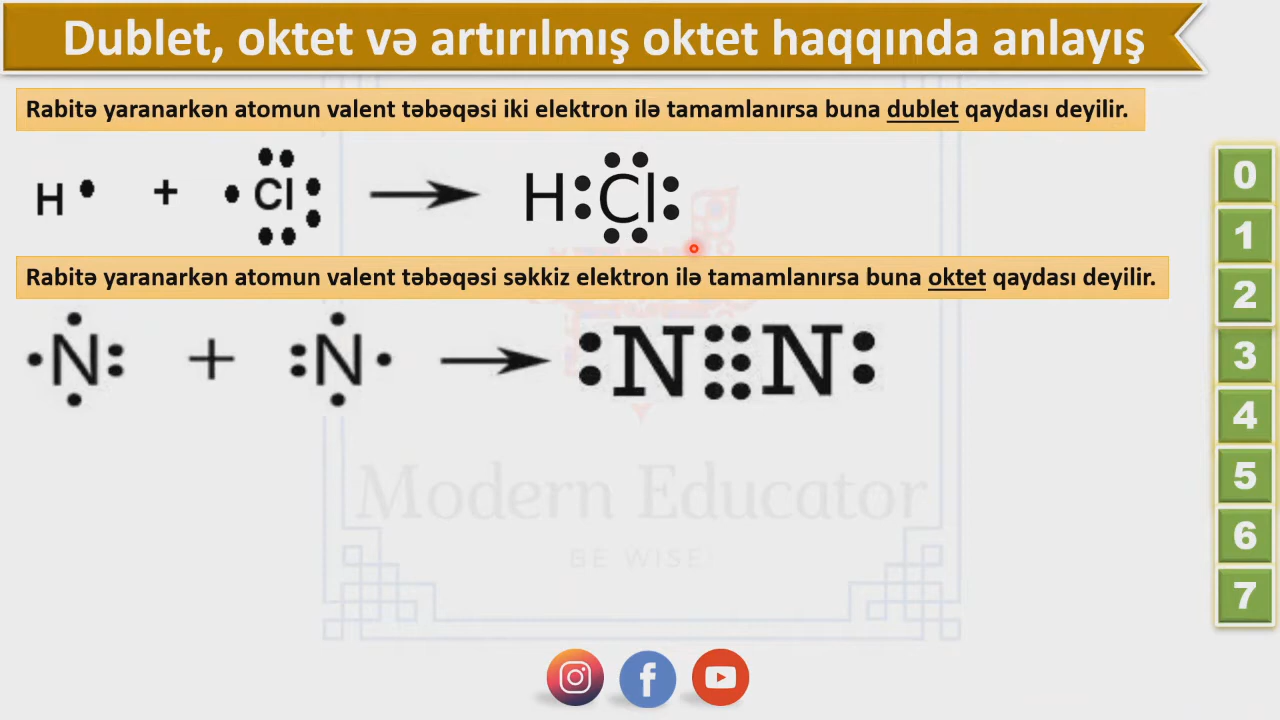 Dublet, oktet və artırılmış oktet haqqında anlayış
Rabitə yaranarkən atomun valent təbəqəsi iki elektron ilə tamamlanırsa buna dublet qaydası deyilir.
H + Cl → H Cl
Rabitə yaranarkən atomun valent təbəqəsi səkkiz elektron ilə tamamlanırsa buna oktet qaydası deyilir.
N + N → N N
Modern Educator
BE WISE!
0
1
2
3
4
5
6
7